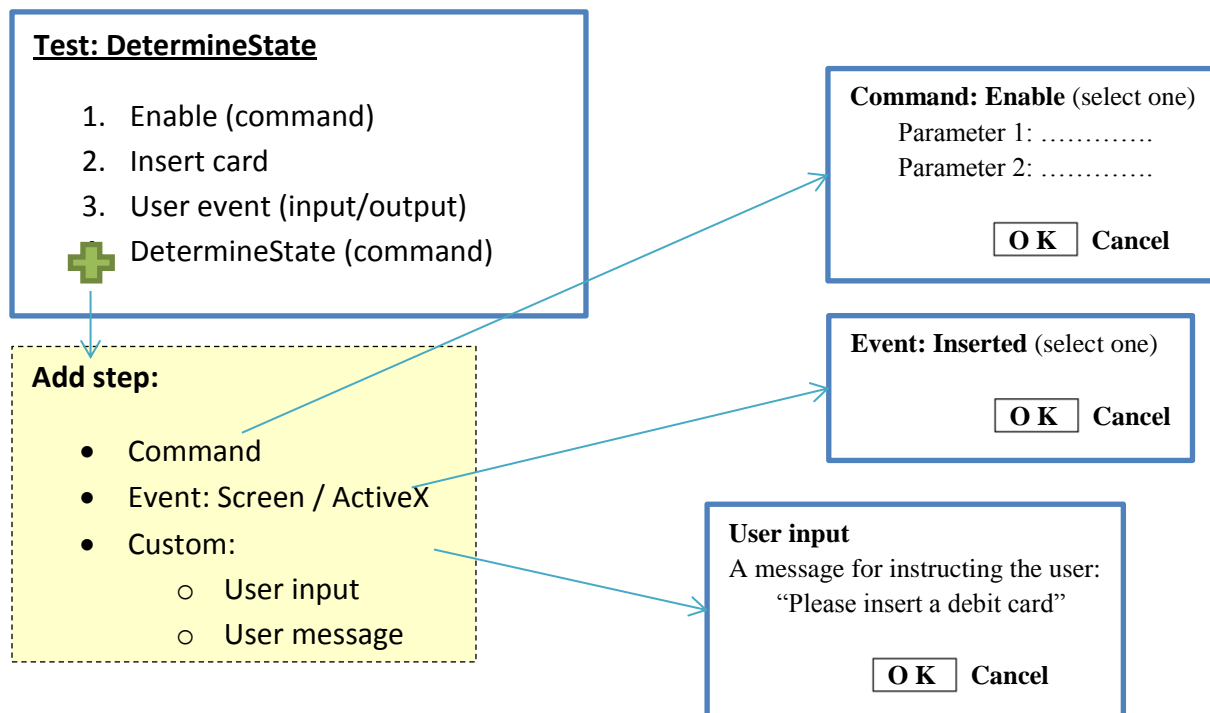 Test: DetermineState
1. Enable (command)
2. Insert card
3. User event (input/output)
DetermineState (command)
Add step:
• Command
• Event: Screen / ActiveX
• Custom:
o User input
o User message
Command: Enable (select one)
Parameter 1: ………….
Parameter 2: ………….
O K Cancel
Event: Inserted (select one)
O K Cancel
User input
A message for instructing the user:
“Please insert a debit card”
O K Cancel